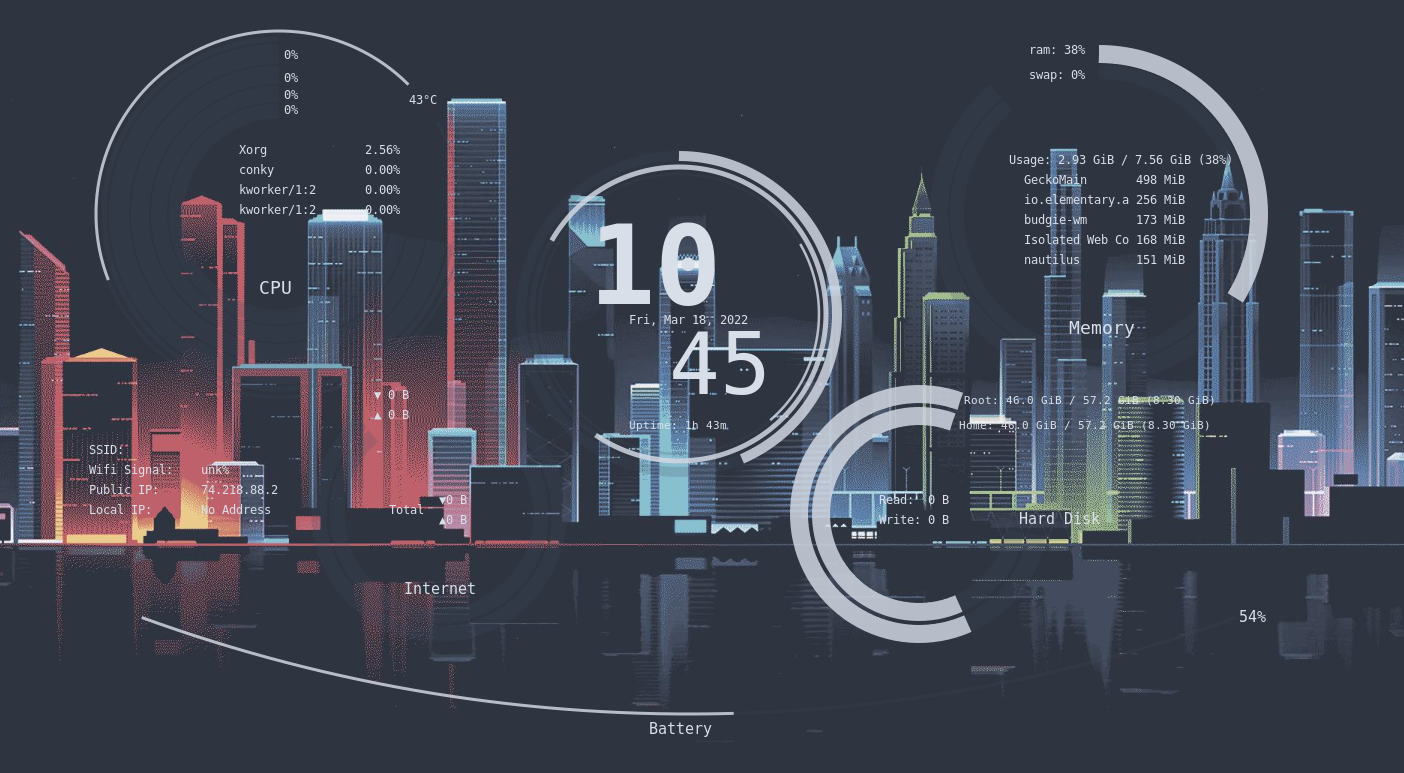 0%
0%
0%
0%
43°C
Xorg 2.56%
conky 0.00%
kworker/1:2 0.00%
kworker/1:2 0.00%
CPU
10
Fri, Mar 18, 2022
45
Uptime: 1h 43m
ram: 38%
swap: 0%
Usage: 2.93 GiB / 7.56 GiB (38%)
GeckoMain 498 MiB
io.elementary.a 256 MiB
budgie-wm 173 MiB
Isolated Web Co 168 MiB
nautilus 151 MiB
Memory
▼ 0 B
▲ 0 B
SSID:
Wifi Signal: unk%
Public IP: 74.218.88.2
Local IP: No Address
Total ▼0 B
▲0 B
Internet
Root: 46.0 GiB / 57.2 GiB (8.30 GiB)
Home: 46.0 GiB / 57.2 GiB (8.30 GiB)
Read: 0 B
Write: 0 B
Hard Disk
54%
Battery